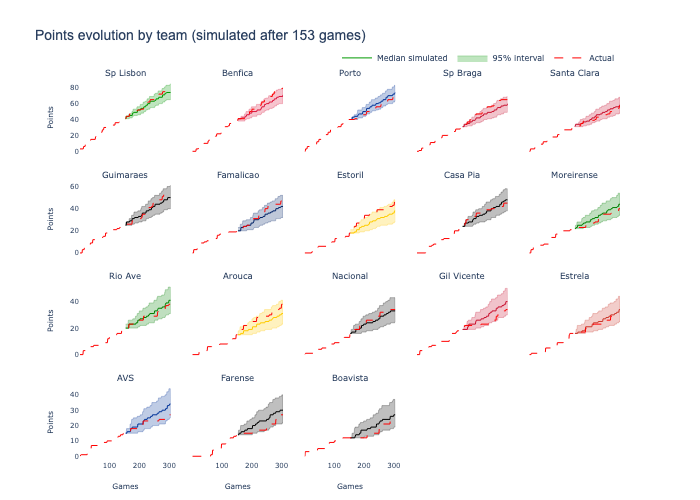 Points evolution by team (simulated after 153 games)
Median simulated 95% interval Actual
Sp Lisbon Benfica Porto Sp Braga Santa Clara
80
60
40
20
0
Points
Guimaraes Famalicao Estoril Casa Pia Moreirense
60
40
20
0
Points
Rio Ave Arouca Nacional Gil Vicente Estrela
40
20
0
Points
AVS Farense Boavista
40
30
20
10
0
Points
100 200 300 100 200 300 100 200 300
Games Games Games